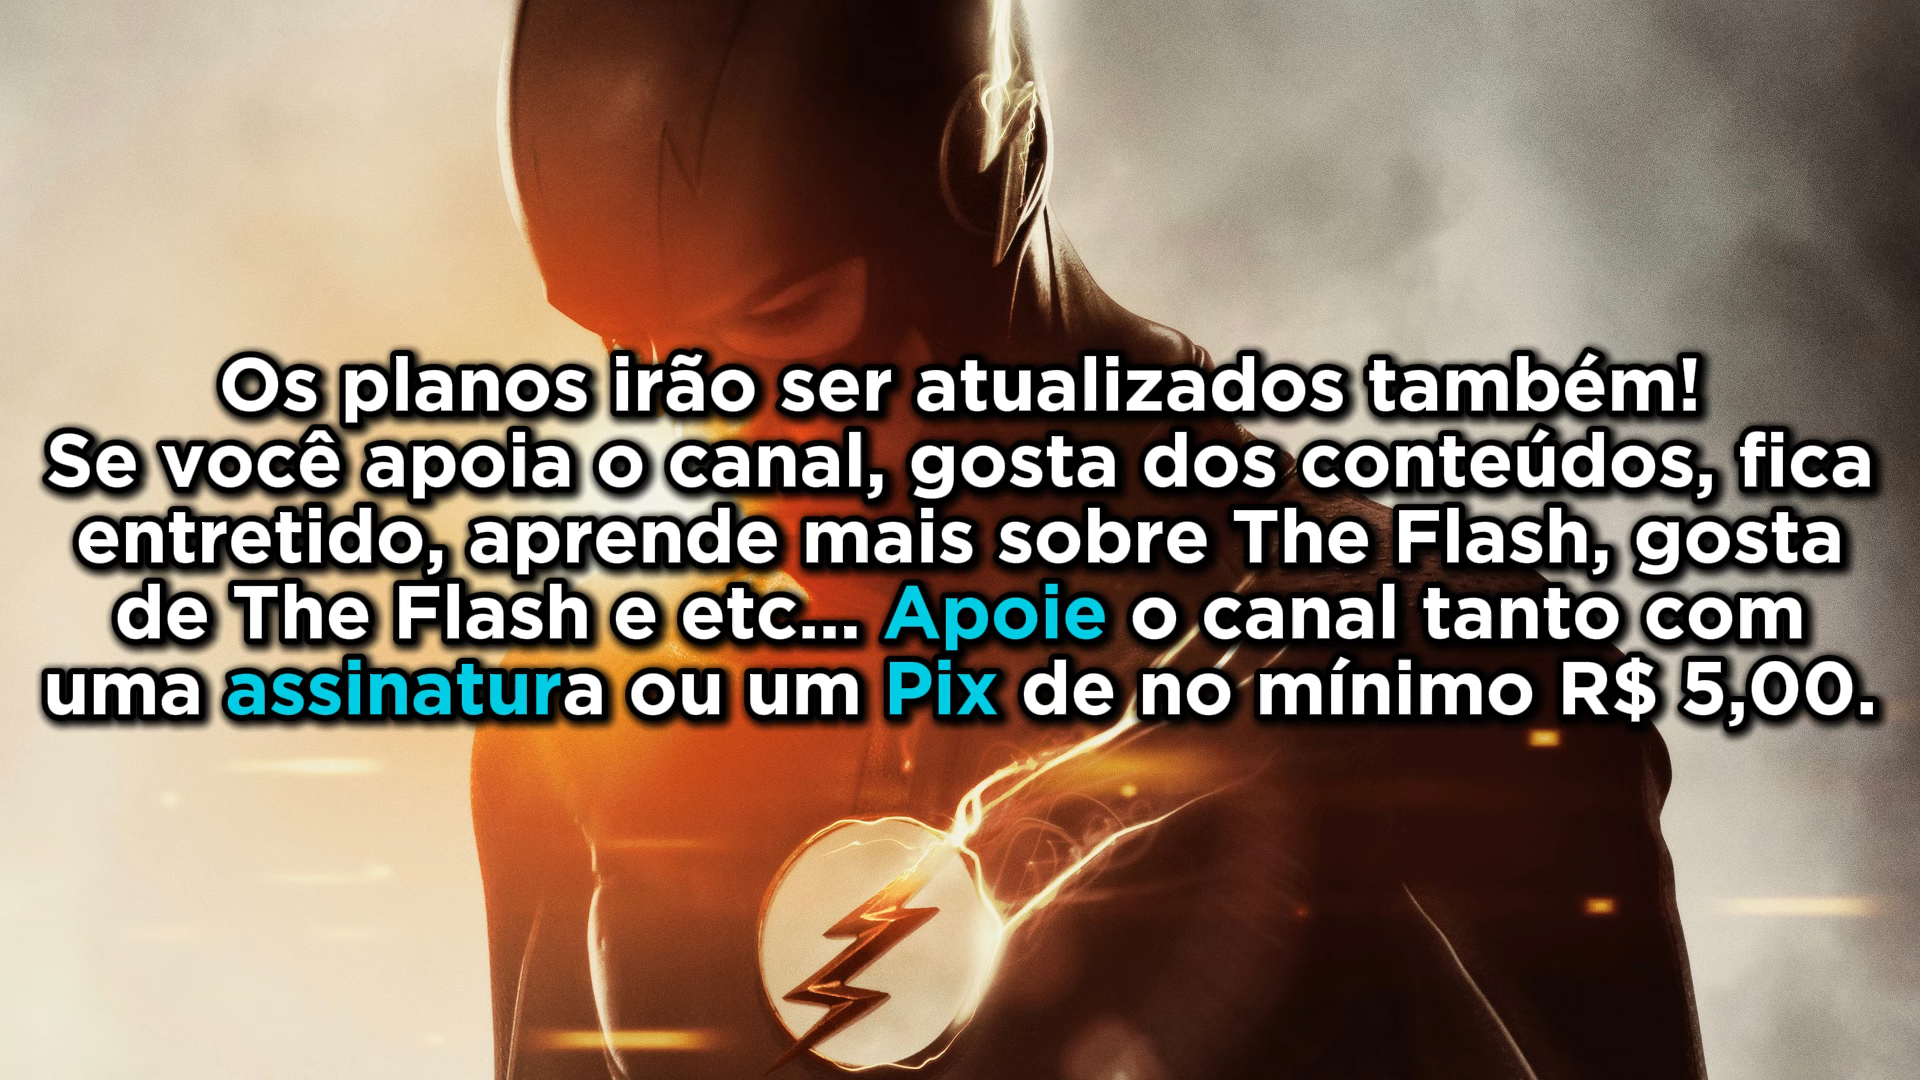 Os planos irão ser atualizados também!
Se você apoia o canal, gosta dos conteúdos, fica
entretido, aprende mais sobre The Flash, gosta
de The Flash e etc... Apoie o canal tanto com
uma assinatura ou um Pix de no mínimo R$ 5,00.